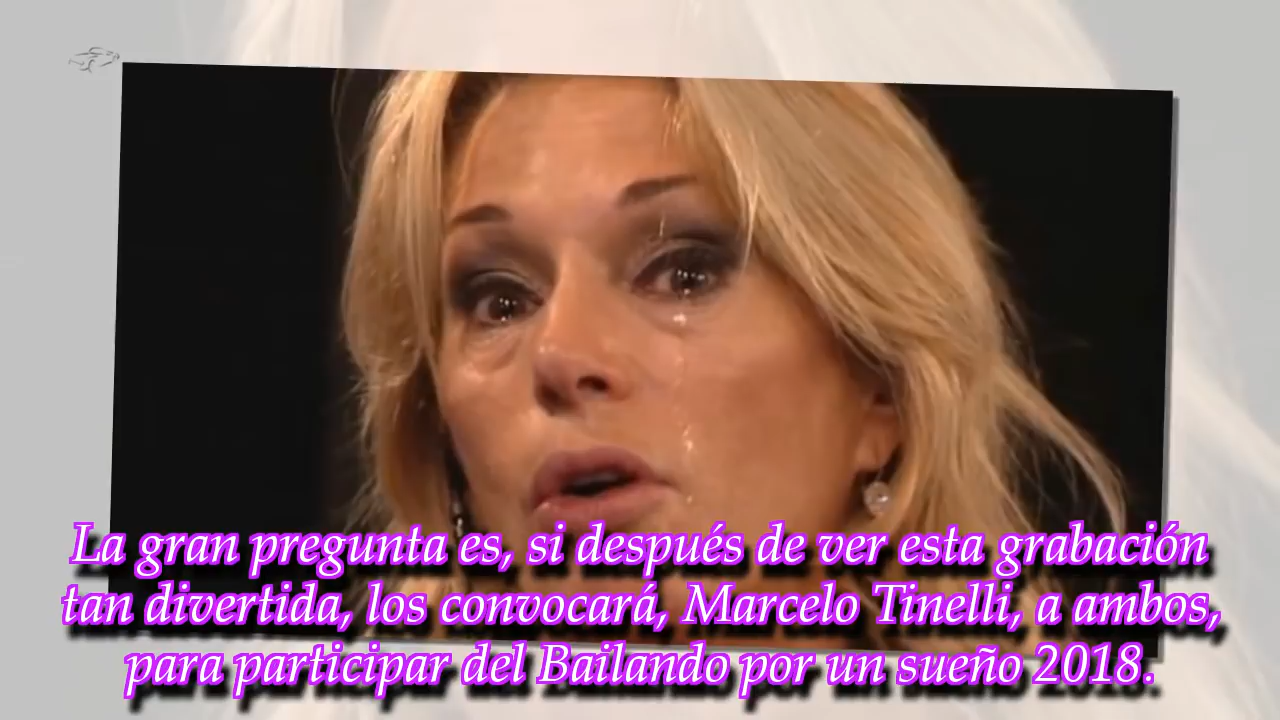 La gran pregunta es, si después de ver esta grabación
tan divertida, los convocará, Marcelo Tinelli, a ambos,
para participar del Bailando por un sueño 2018.